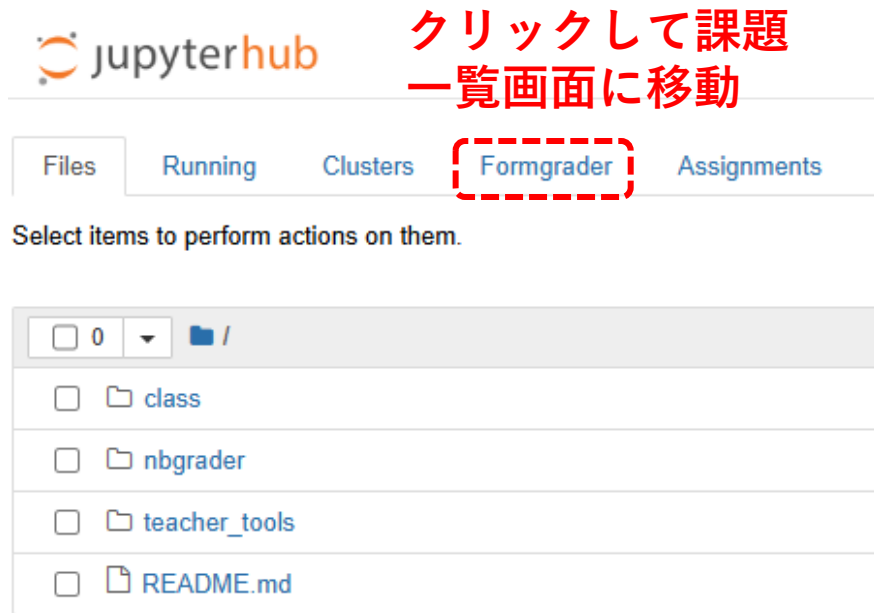 jupyterhub
クリックして課題
一覧画面に移動
Files Running Clusters Formgrader Assignments
Select items to perform actions on them.
0 /
class
nbgrader
teacher_tools
README.md